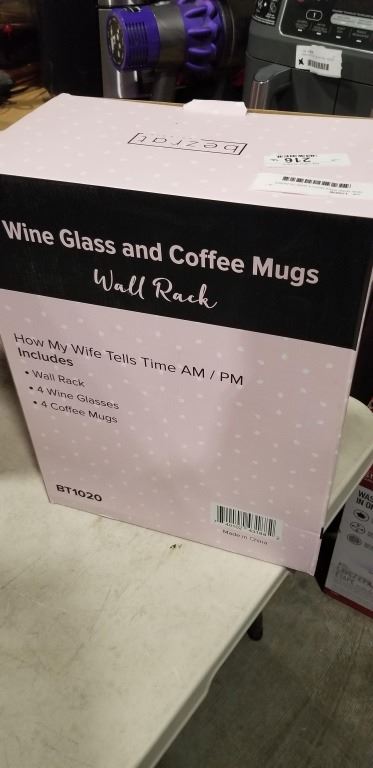 bezrat
216
Wine Glass and Coffee Mugs
Wall Rack
How My Wife Tells Time AM / PM
Includes
• Wall Rack
• 4 Wine Glasses
• 4 Coffee Mugs
BT1020
Made in China